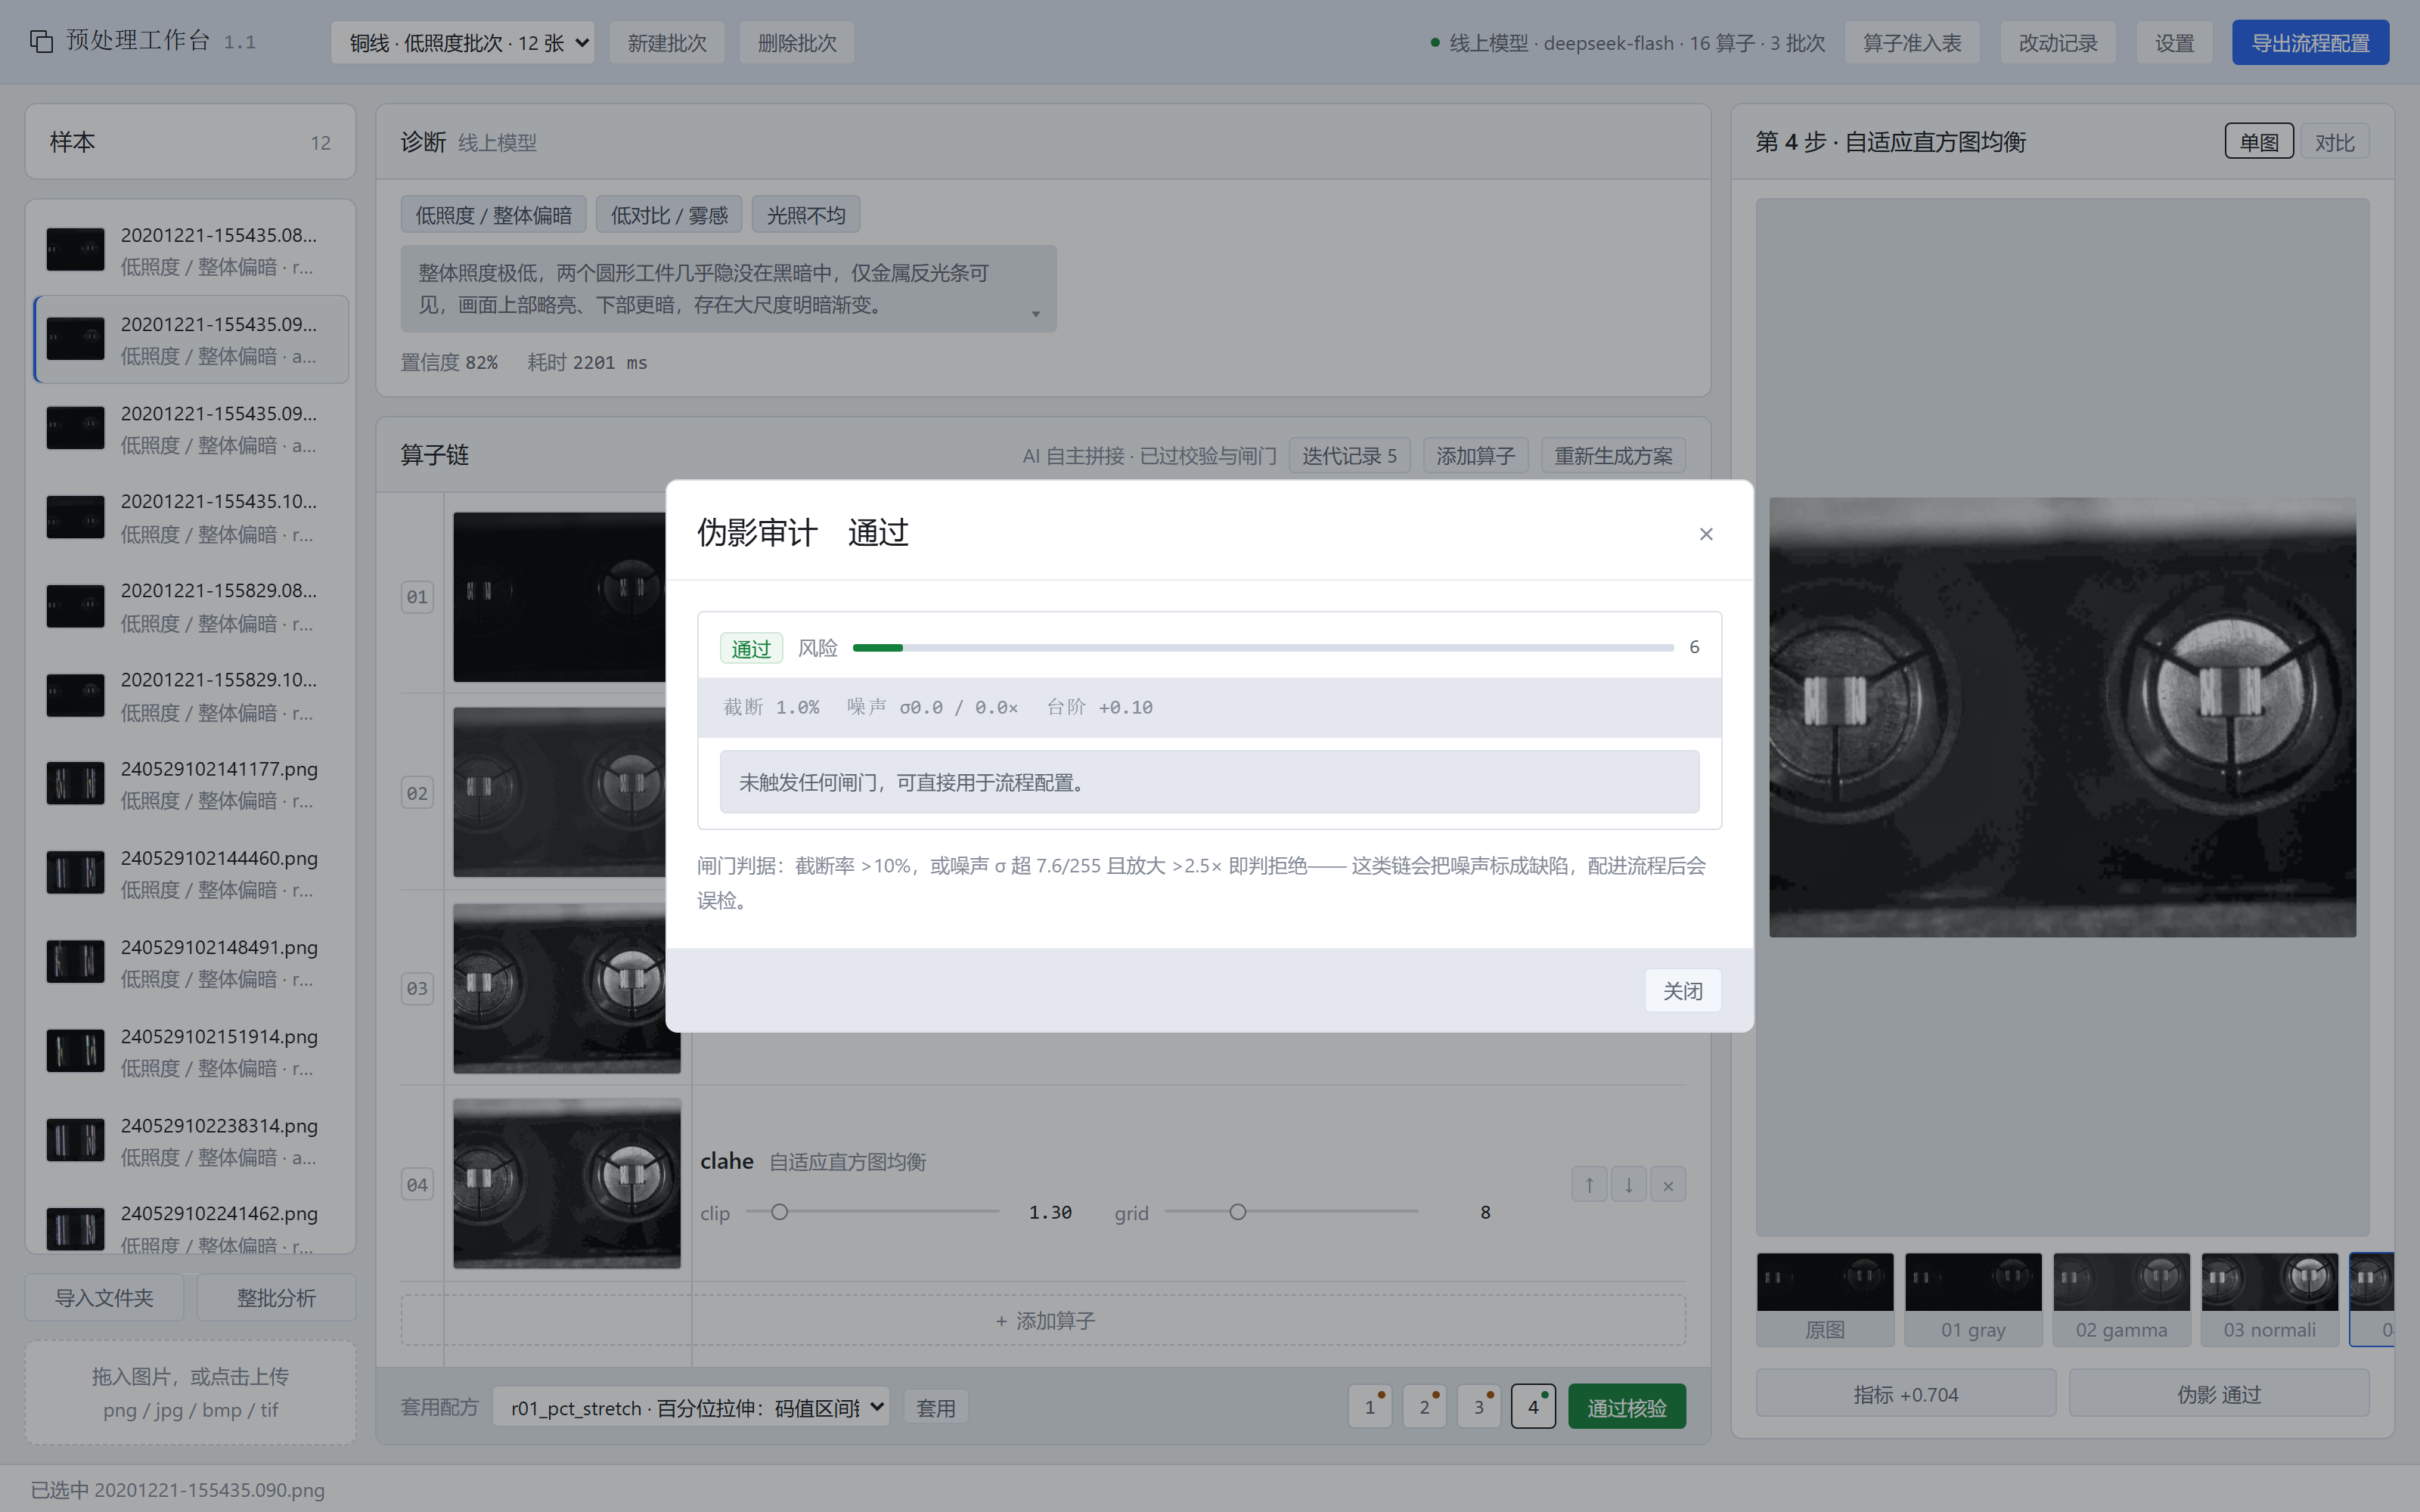 预处理工作台 1.1
铜线 · 低照度批次 · 12 张
新建批次
删除批次
线上模型 · deepseek-flash · 16 算子 · 3 批次
算子准入表
改动记录
设置
导出流程配置
样本 12
20201221-155435.08...
低照度 / 整体偏暗 · r...
20201221-155435.09...
低照度 / 整体偏暗 · a...
20201221-155435.09...
低照度 / 整体偏暗 · a...
20201221-155435.10...
低照度 / 整体偏暗 · r...
20201221-155829.08...
低照度 / 整体偏暗 · r...
20201221-155829.10...
低照度 / 整体偏暗 · r...
240529102141177.png
低照度 / 整体偏暗 · r...
240529102144460.png
低照度 / 整体偏暗 · r...
240529102148491.png
低照度 / 整体偏暗 · r...
240529102151914.png
低照度 / 整体偏暗 · r...
240529102238314.png
低照度 / 整体偏暗 · a...
240529102241462.png
低照度 / 整体偏暗 · r...
导入文件夹
整批分析
拖入图片，或点击上传
png / jpg / bmp / tif
诊断 线上模型
低照度 / 整体偏暗
低对比 / 雾感
光照不均
整体照度极低，两个圆形工件几乎隐没在黑暗中，仅金属反光条可
见，画面上部略亮、下部更暗，存在大尺度明暗渐变。
置信度 82% 耗时 2201 ms
算子链
AI 自主拼接 · 已过校验与闸门
迭代记录 5
添加算子
重新生成方案
01
02
03
04
伪影审计 通过
×
通过 风险 6
截断 1.0% 噪声 σ0.0 / 0.0× 台阶 +0.10
未触发任何闸门，可直接用于流程配置。
闸门判据：截断率 >10%，或噪声 σ 超 7.6/255 且放大 >2.5× 即判拒绝—— 这类链会把噪声标成缺陷，配进流程后会
误检。
关闭
clahe 自适应直方图均衡
clip 1.30 grid 8
↑ ↓ ×
+ 添加算子
套用配方
r01_pct_stretch · 百分位拉伸：码值区间
套用
1 2 3 4
通过核验
第 4 步 · 自适应直方图均衡
单图
对比
原图
01 gray
02 gamma
03 normali
指标 +0.704
伪影 通过
已选中 20201221-155435.090.png